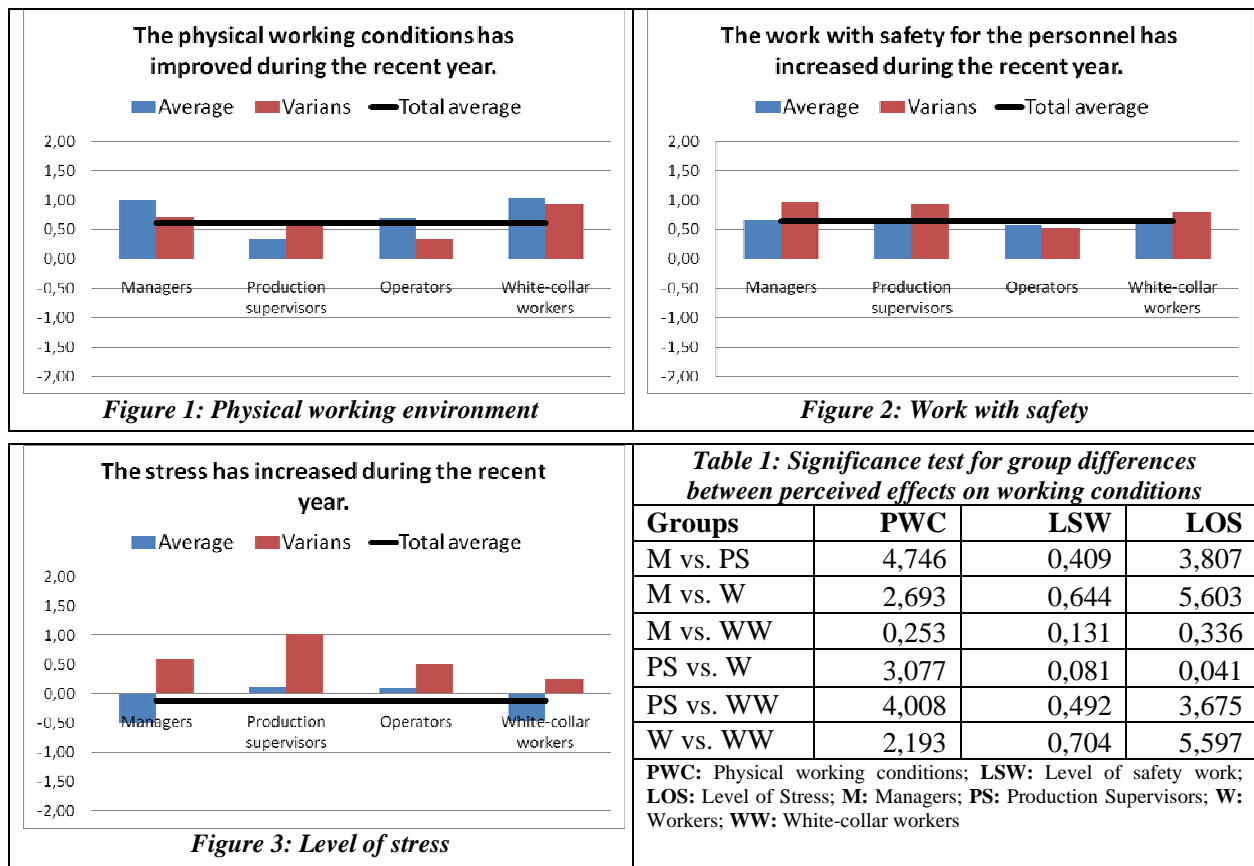 The physical working conditions has
improved during the recent year.
Average Varians Total average
2,00
1,50
1,00
0,50
0,00
-0,50
-1,00
-1,50
-2,00
Managers Production supervisors Operators White-collar workers
Figure 1: Physical working environment
The work with safety for the personnel has
increased during the recent year.
Average Varians Total average
2,00
1,50
1,00
0,50
0,00
-0,50
-1,00
-1,50
-2,00
Managers Production supervisors Operators White-collar workers
Figure 2: Work with safety
The stress has increased during the recent
year.
Average Varians Total average
2,00
1,50
1,00
0,50
0,00
-0,50
-1,00
-1,50
-2,00
Managers Production supervisors Operators White-collar workers
Figure 3: Level of stress
Table 1: Significance test for group differences
between perceived effects on working conditions
Groups PWC LSW LOS
M vs. PS 4,746 0,409 3,807
M vs. W 2,693 0,644 5,603
M vs. WW 0,253 0,131 0,336
PS vs. W 3,077 0,081 0,041
PS vs. WW 4,008 0,492 3,675
W vs. WW 2,193 0,704 5,597
PWC: Physical working conditions; LSW: Level of safety work;
LOS: Level of Stress; M: Managers; PS: Production Supervisors; W:
Workers; WW: White-collar workers